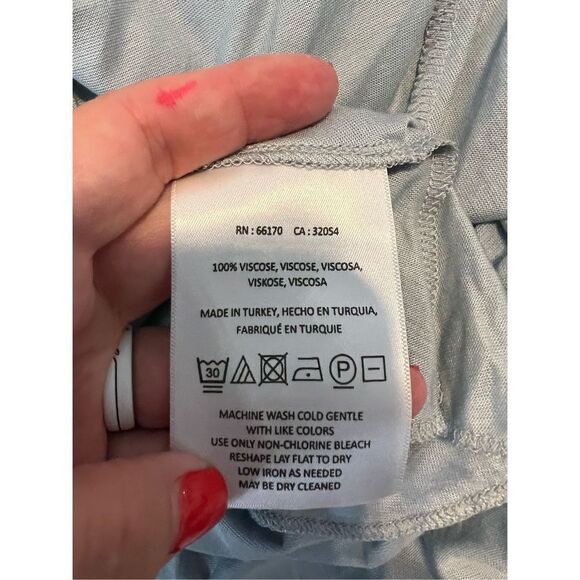 RN : 66170 CA : 32054
100% VISCOSE, VISCOSE, VISCOSA,
VISKOSE, VISCOSA
MADE IN TURKEY, HECHO EN TURQUIA,
FABRIQUÉ EN TURQUIE
30 P
MACHINE WASH COLD GENTLE
WITH LIKE COLORS
USE ONLY NON-CHLORINE BLEACH
RESHAPE LAY FLAT TO DRY
LOW IRON AS NEEDED
MAY BE DRY CLEANED